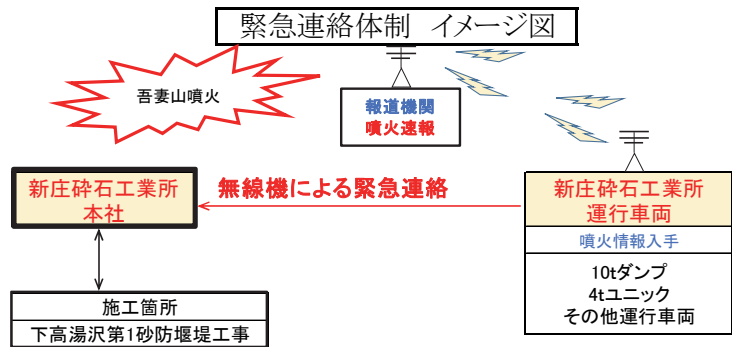 緊急連絡体制 イメージ図
吾妻山噴火
報道機関
噴火速報
新庄砕石工業所
本社
無線機による緊急連絡
新庄砕石工業所
運行車両
噴火情報入手
10tダンプ
4tユニック
その他運行車両
施工箇所
下高湯沢第1砂防堰堤工事